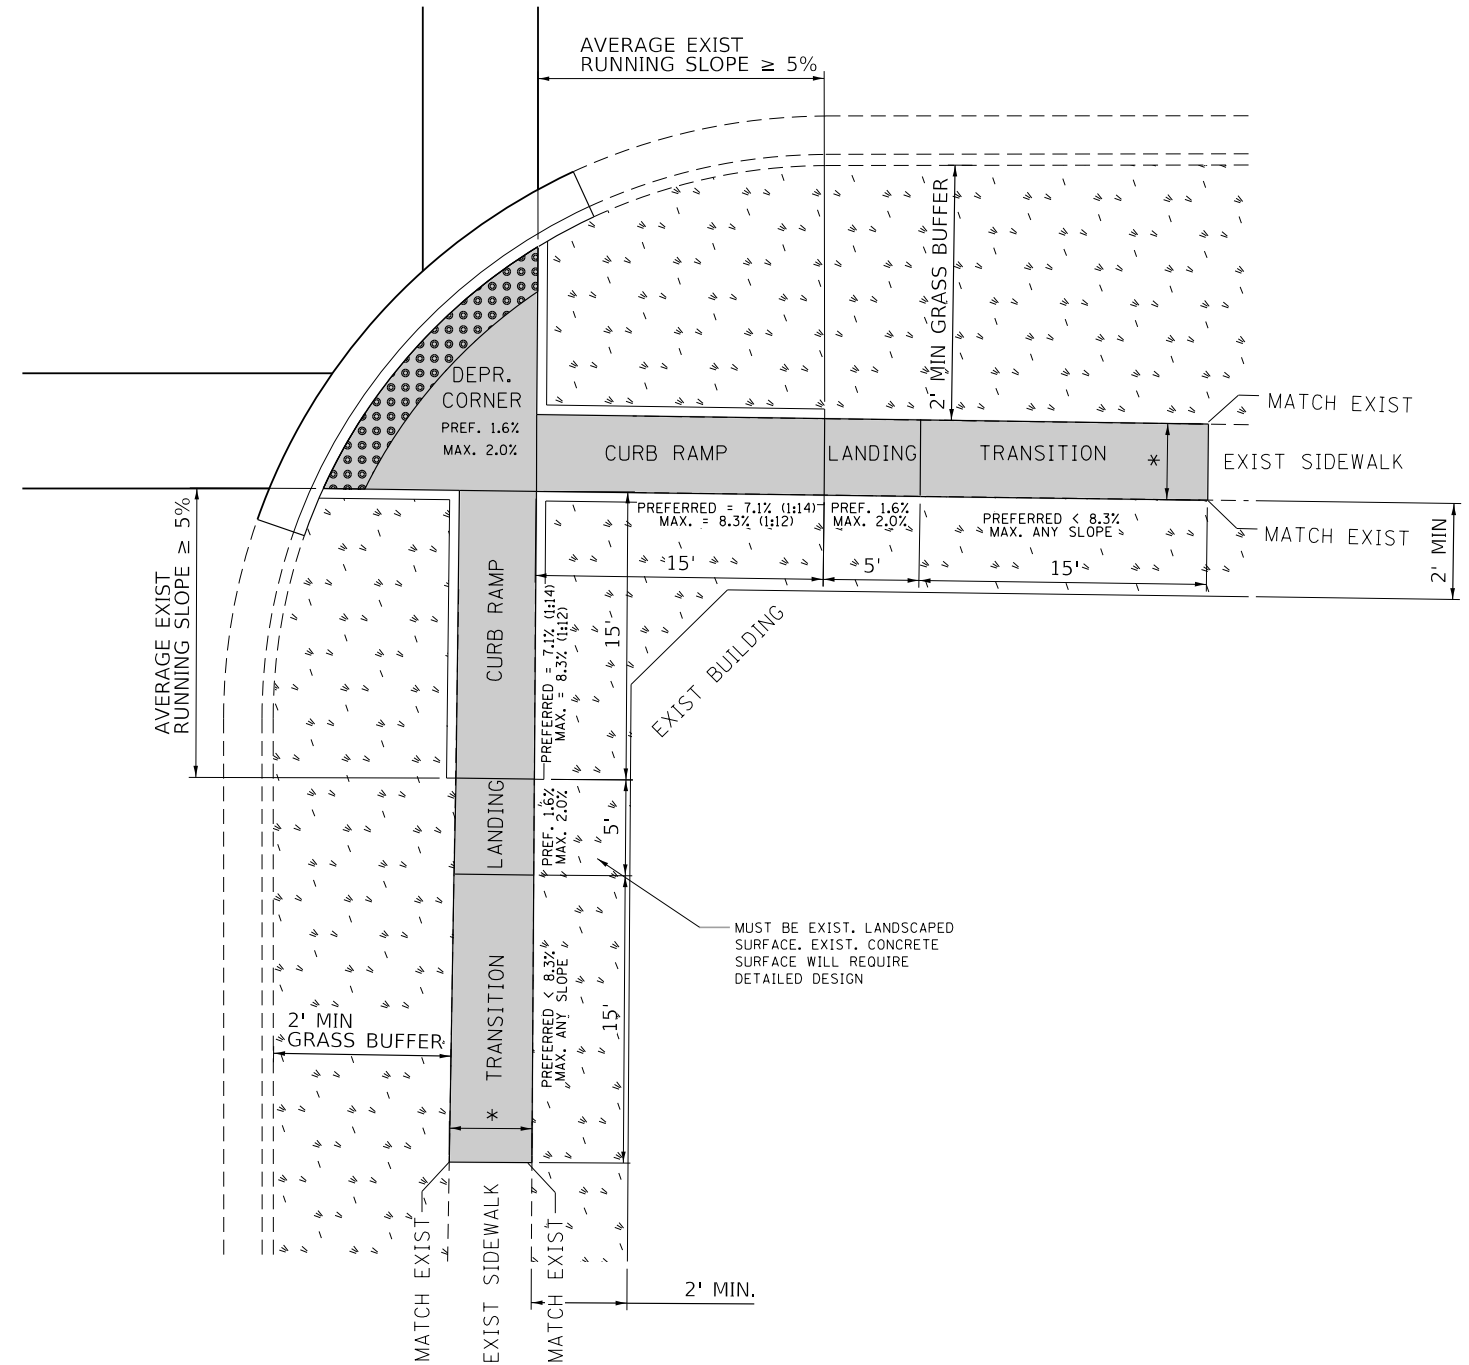 AVERAGE EXIST
RUNNING SLOPE ≥ 5%
2' MIN GRASS BUFFER
DEPR.
CORNER
PREF. 1.6%
MAX. 2.0%
MATCH EXIST
CURB RAMP
LANDING
TRANSITION
*
EXIST SIDEWALK
PREFERRED = 7.1% (1:14)
MAX. = 8.3% (1:12)
PREF. 1.6%
MAX. 2.0%
PREFERRED < 8.3%
MAX. ANY SLOPE
MATCH EXIST
2' MIN
15'
5'
15'
AVERAGE EXIST
RUNNING SLOPE ≥ 5%
CURB RAMP
PREFERRED = 7.1% (1:14)
MAX. = 8.3% (1:12)
15'
EXIST BUILDING
LANDING
PREF. 1.6%
MAX. 2.0%
5'
MUST BE EXIST. LANDSCAPED
SURFACE. EXIST. CONCRETE
SURFACE WILL REQUIRE
DETAILED DESIGN
TRANSITION
PREFERRED < 8.3%
MAX. ANY SLOPE
15'
2' MIN
GRASS BUFFER
*
MATCH EXIST
EXIST SIDEWALK
MATCH EXIST
2' MIN.